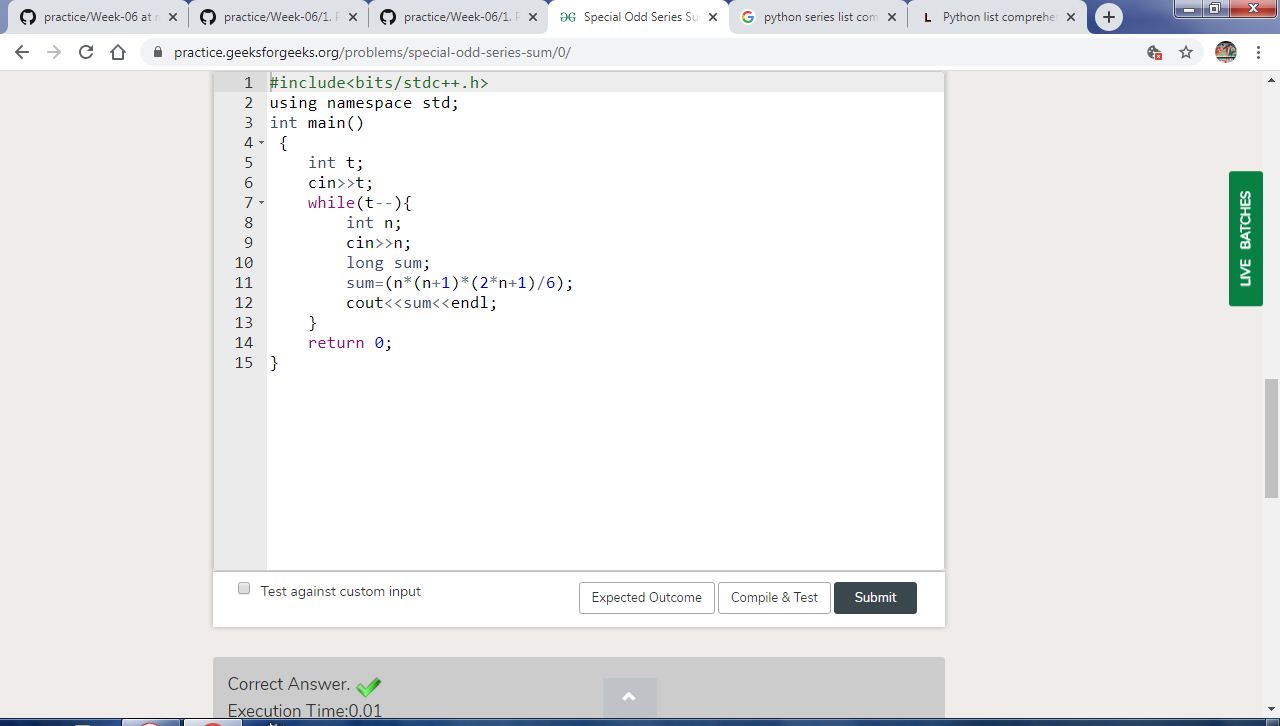 practice/Week-06 at
practice/Week-06/1.
practice/Week-06/1.
Special Odd Series Su
python series list com
L Python list comprehe
practice.geeksforgeeks.org/problems/special-odd-series-sum/0/
1 #include<bits/stdc++.h>
2 using namespace std;
3 int main()
4 {
5 int t;
6 cin>>t;
7 while(t--){
8 int n;
9 cin>>n;
10 long sum;
11 sum=(n*(n+1)*(2*n+1)/6);
12 cout<<sum<<endl;
13 }
14 return 0;
15 }
LIVE BATCHES
Test against custom input
Expected Outcome
Compile & Test
Submit
Correct Answer.
Execution Time:0.01